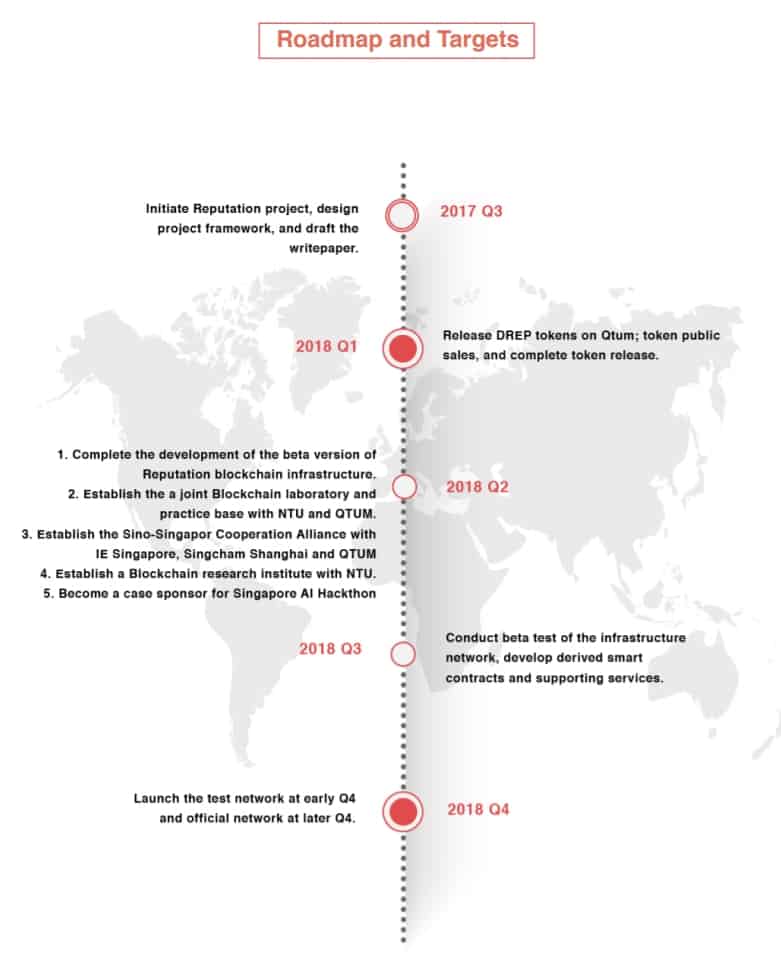 Roadmap and Targets
Initiate Reputation project, design
project framework, and draft the
writepaper.
2017 Q3
2018 Q1
Release DREP tokens on Qtum; token public
sales, and complete token release.
1. Complete the development of the beta version of
Reputation blockchain infrastructure.
2. Establish the a joint Blockchain laboratory and
practice base with NTU and QTUM.
3. Establish the Sino-Singapor Cooperation Alliance with
IE Singapore, Singcham Shanghai and QTUM
4. Establish a Blockchain research institute with NTU.
5. Become a case sponsor for Singapore AI Hackthon
2018 Q2
2018 Q3
Conduct beta test of the infrastructure
network, develop derived smart
contracts and supporting services.
Launch the test network at early Q4
and official network at later Q4.
2018 Q4